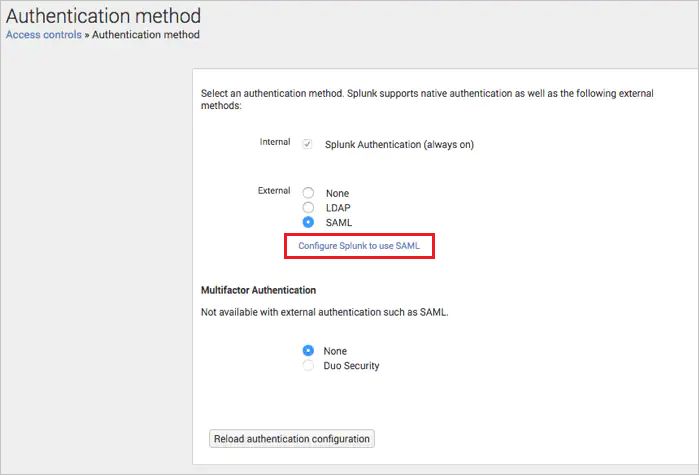 Authentication method
Access controls » Authentication method
Select an authentication method. Splunk supports native authentication as well as the following external
methods:
Internal Splunk Authentication (always on)
External None
LDAP
SAML
Configure Splunk to use SAML
Multifactor Authentication
Not available with external authentication such as SAML.
None
Duo Security
Reload authentication configuration